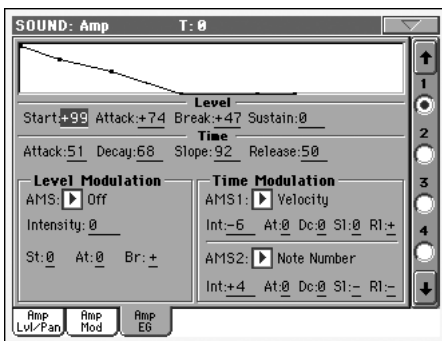 SOUND: Amp T: 0
Level
Start:+99 Attack:+74 Break:+47 Sustain:0
Time
Attack:51 Decay:68 Slope:92 Release:50
Level Modulation
AMS: Off
Intensity: 0
St:0 At:0 Br:+
Time Modulation
AMS1: Velocity
Int:-6 At:0 Dc:0 Sl:0 Rl:+
AMS2: Note Number
Int:+4 At:0 Dc:0 Sl:- Rl:-
1
2
3
4
Amp Lvl/Pan
Amp Mod
Amp EG